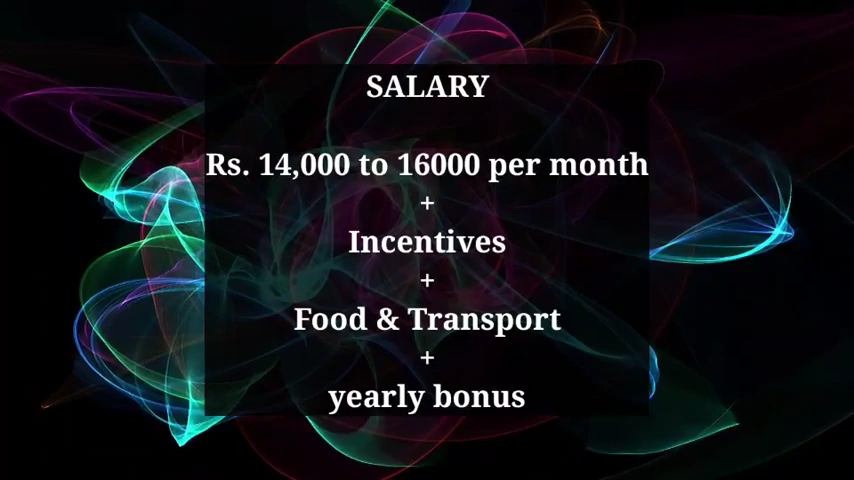 SALARY
Rs. 14,000 to 16000 per month
+
Incentives
+
Food & Transport
+
yearly bonus